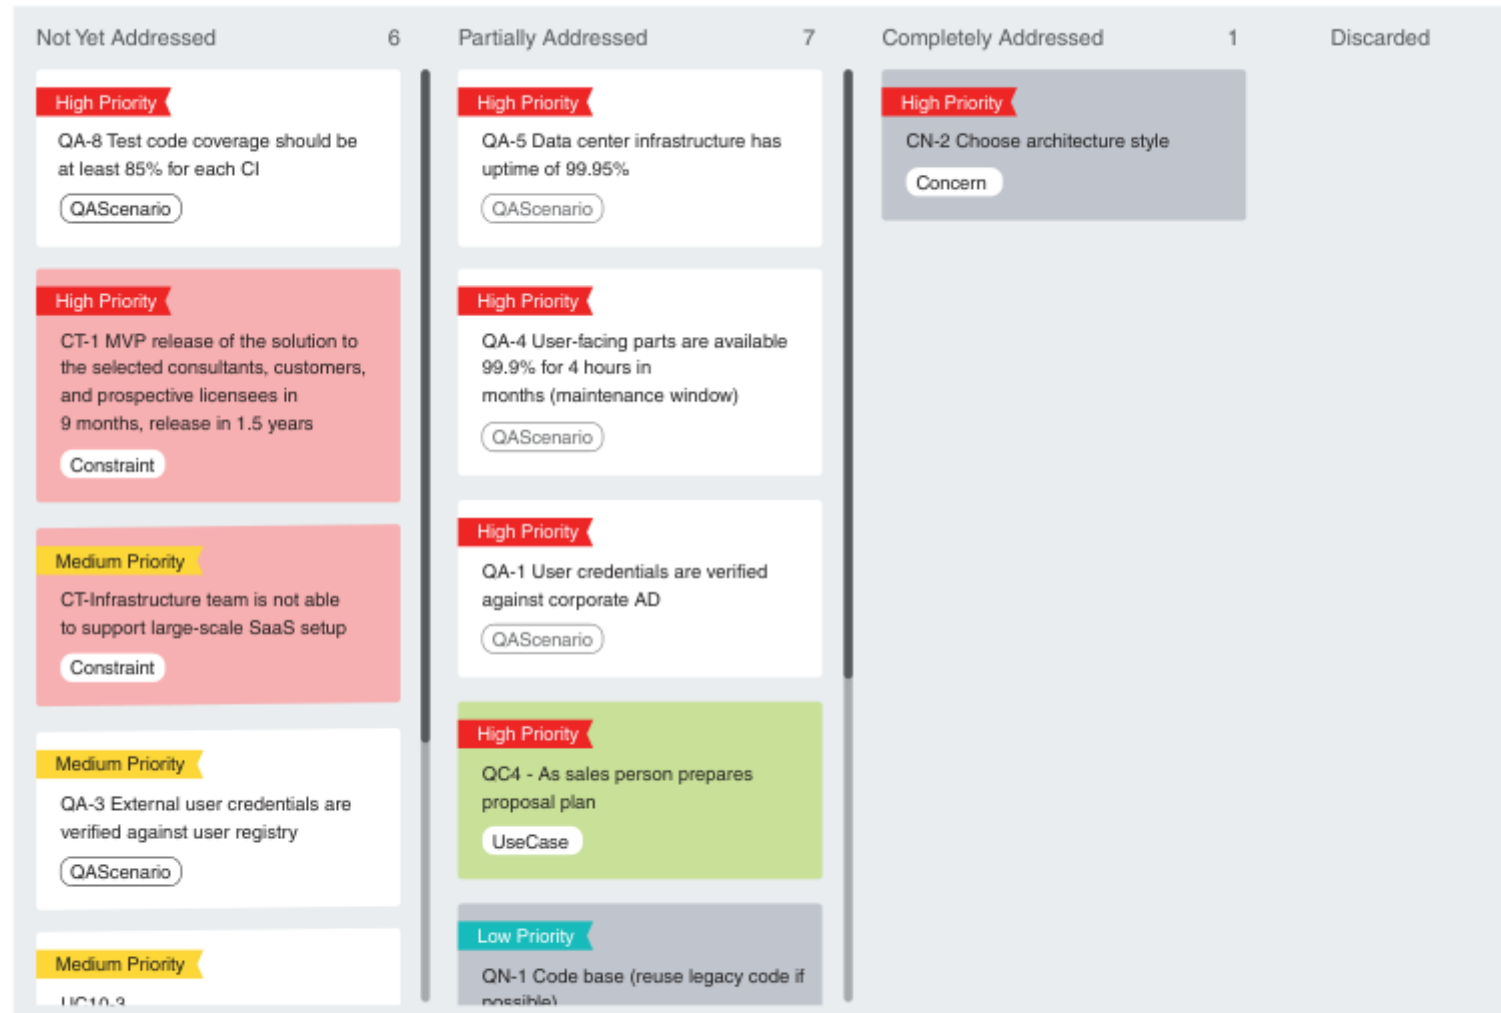 Not Yet Addressed 6
High Priority
QA-8 Test code coverage should be
at least 85% for each CI
QAScenario
High Priority
CT-1 MVP release of the solution to
the selected consultants, customers,
and prospective licensees in
9 months, release in 1.5 years
Constraint
Medium Priority
CT-Infrastructure team is not able
to support large-scale SaaS setup
Constraint
Medium Priority
QA-3 External user credentials are
verified against user registry
QAScenario
Medium Priority
UC10-3
Partially Addressed 7
High Priority
QA-5 Data center infrastructure has
uptime of 99.95%
QAScenario
High Priority
QA-4 User-facing parts are available
99.9% for 4 hours in
months (maintenance window)
QAScenario
High Priority
QA-1 User credentials are verified
against corporate AD
QAScenario
High Priority
QC4 - As sales person prepares
proposal plan
UseCase
Low Priority
QN-1 Code base (reuse legacy code if
possible)
Completely Addressed 1
High Priority
CN-2 Choose architecture style
Concern
Discarded